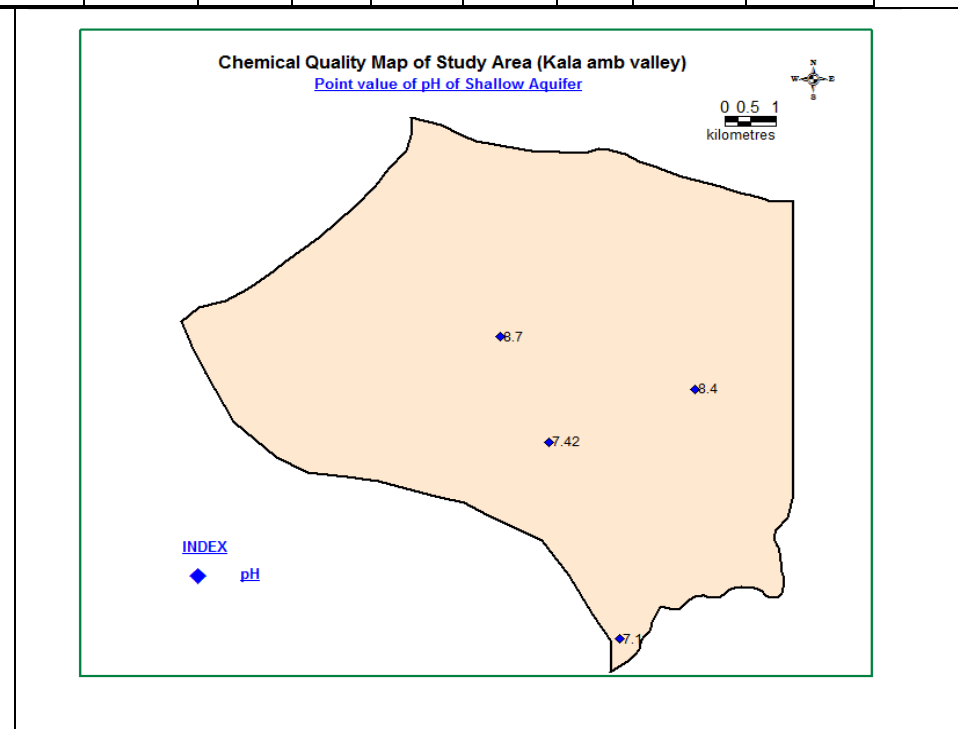 Chemical Quality Map of Study Area (Kala amb valley)
Point value of pH of Shallow Aquifer
N
W E
S
0 0.5 1
kilometres
8.7
8.4
7.42
INDEX
pH
7.1